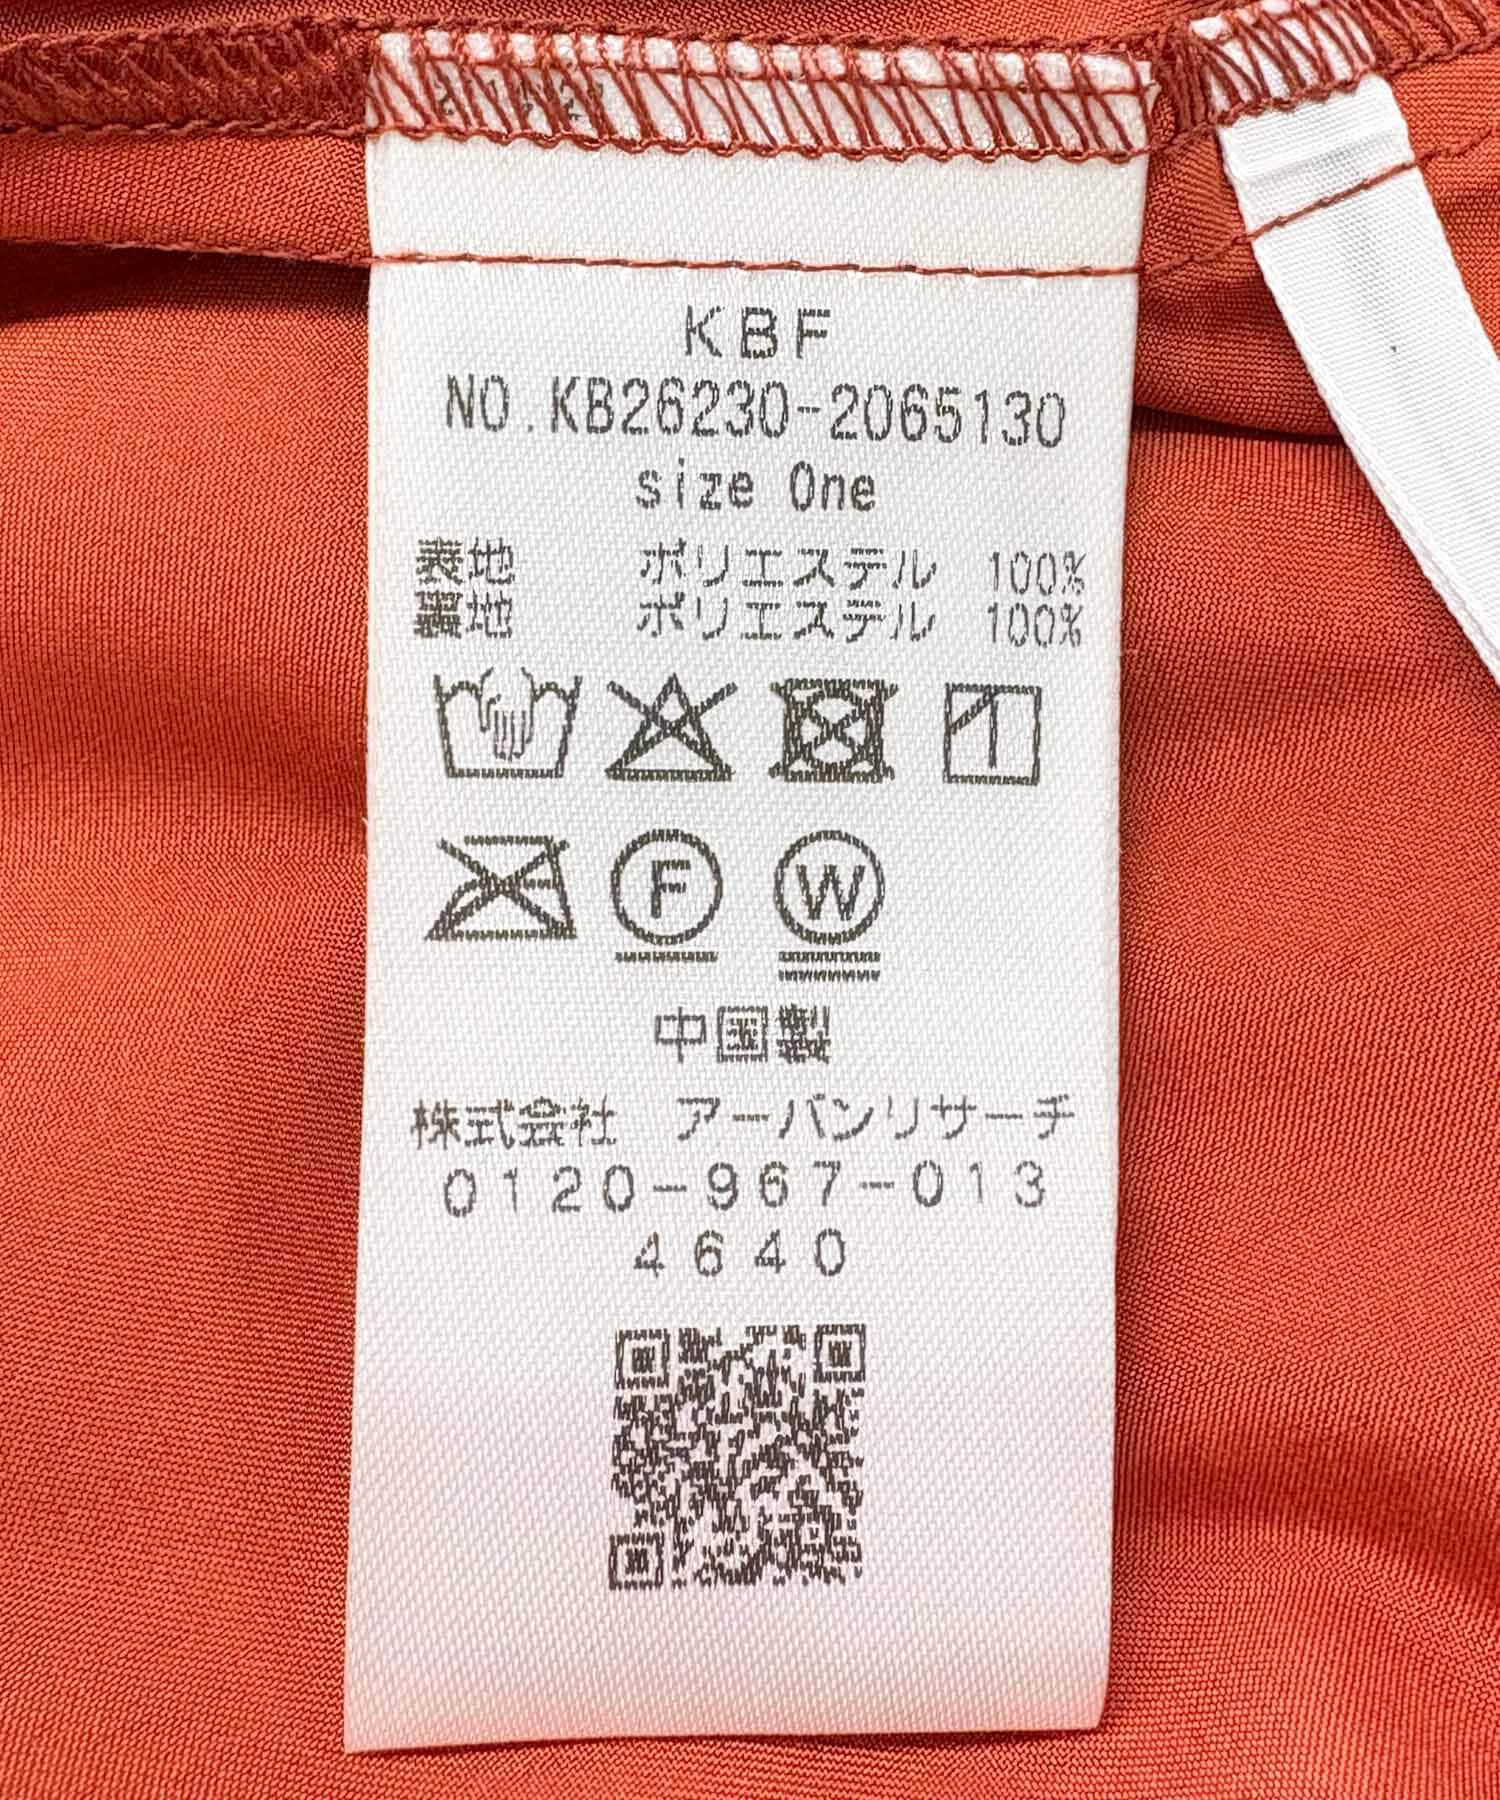 KBF
NO.KB26230-2065130
size One
表地 ポリエステル 100%
裏地 ポリエステル 100%
F W
中国製
株式会社 アーバンリサーチ
0120-967-013
4640